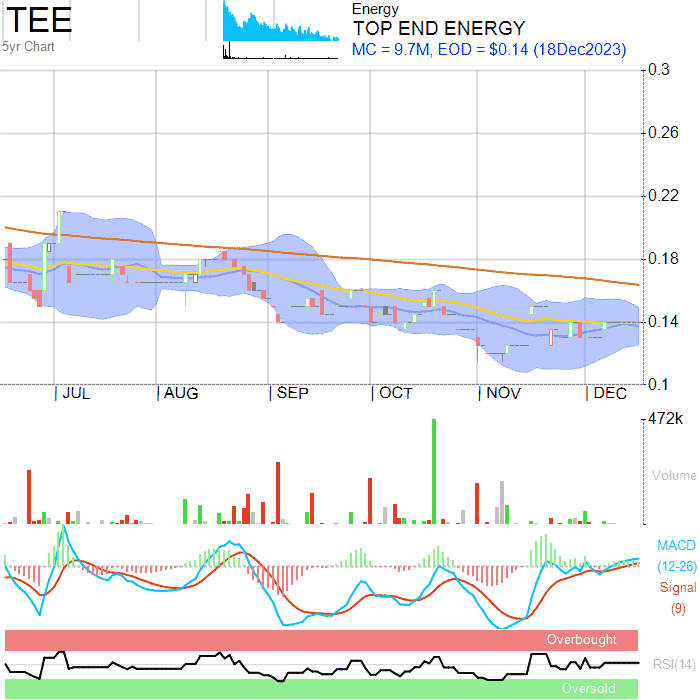 TEE
5yr Chart
Energy
TOP END ENERGY
MC = 9.7M, EOD = $0.14 (18Dec2023)
0.3
0.26
0.22
0.18
0.14
0.1
JUL AUG SEP OCT NOV DEC
472k
Volume
MACD
(12-26)
Signal
(9)
Overbought
RSI(14)
Oversold